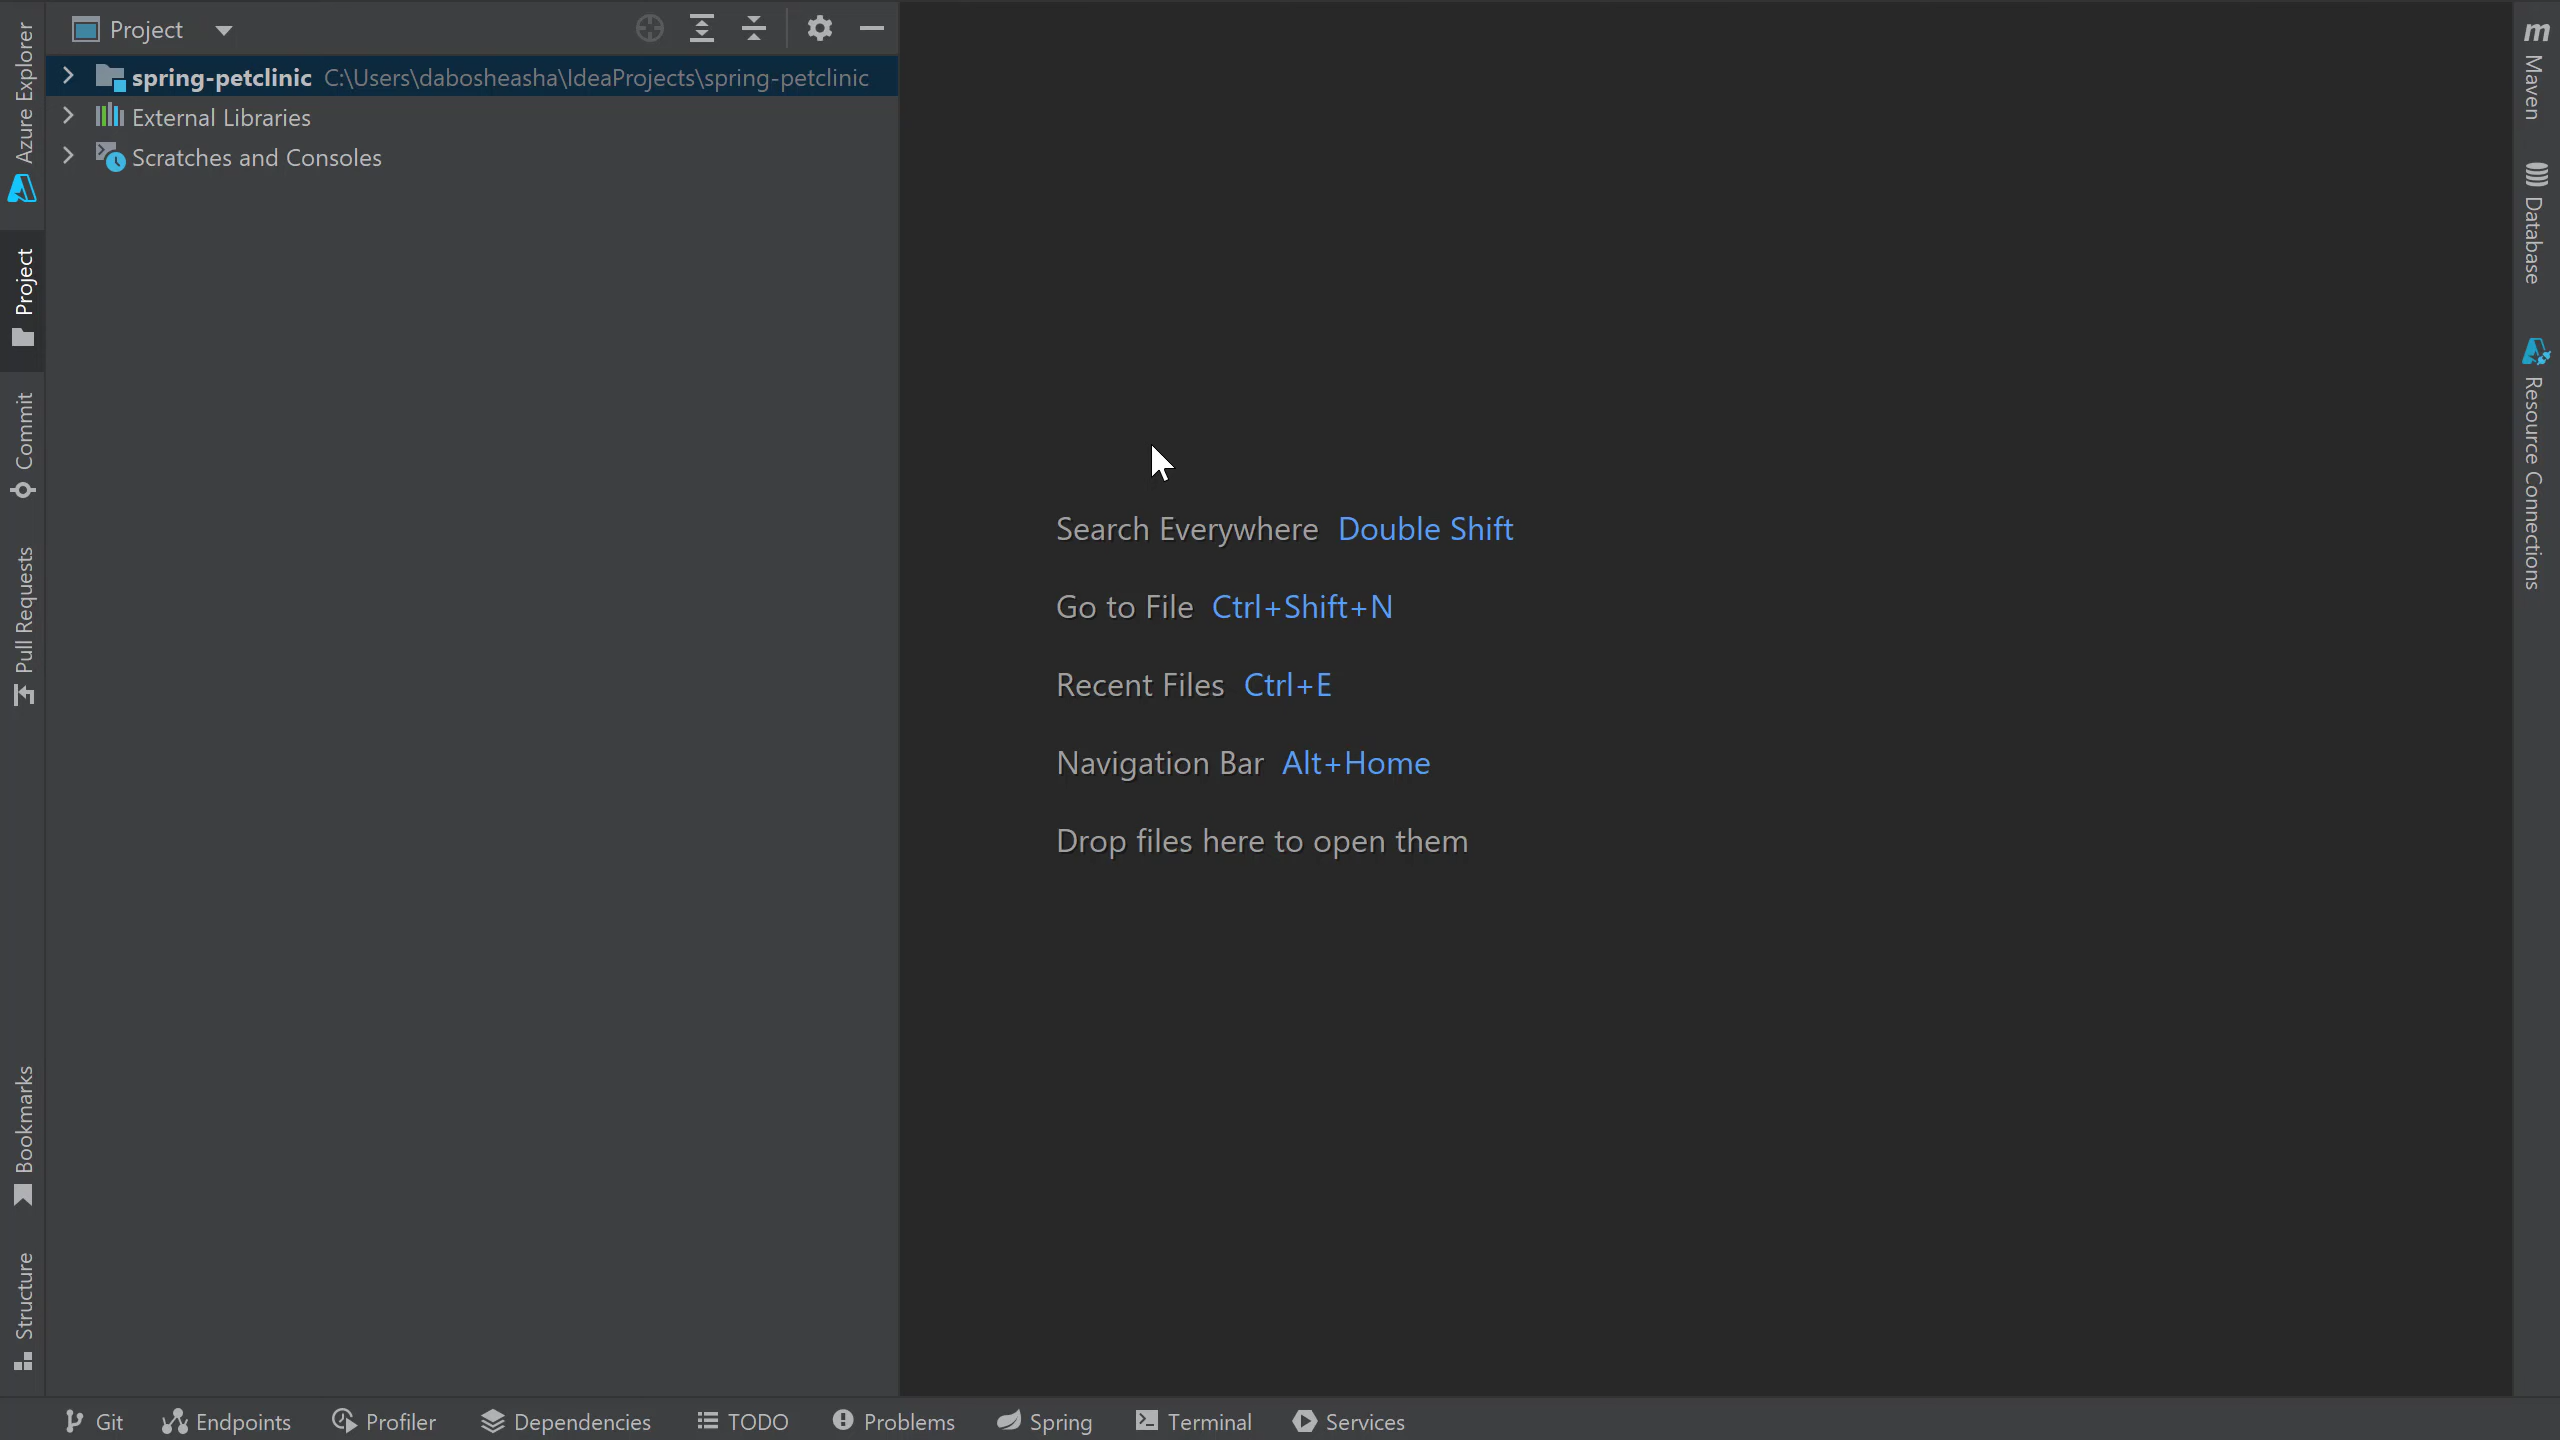 Project
spring-petclinic C:\Users\dabosheasha\IdeaProjects\spring-petclinic
External Libraries
Scratches and Consoles
Azure Explorer
Project
Commit
Pull Requests
Bookmarks
Structure
Search Everywhere Double Shift
Go to File Ctrl+Shift+N
Recent Files Ctrl+E
Navigation Bar Alt+Home
Drop files here to open them
m Maven
Database
Resource Connections
Git Endpoints Profiler Dependencies TODO Problems Spring Terminal Services